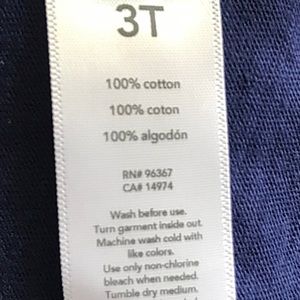 3T
100% cotton
100% coton
100% algodón
RN# 96367
CA# 14974
Wash before use.
Turn garment inside out.
Machine wash cold with
like colors.
Use only non-chlorine
bleach when needed.
Tumble dry medium.